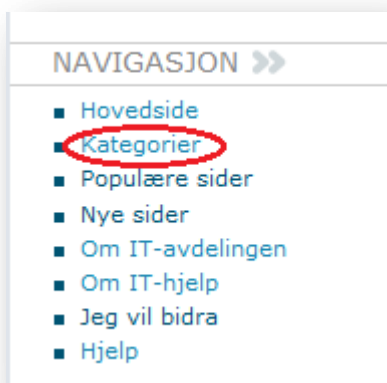 NAVIGASJON
Hovedside
Kategorier
Populære sider
Nye sider
Om IT-avdelingen
Om IT-hjelp
Jeg vil bidra
Hjelp